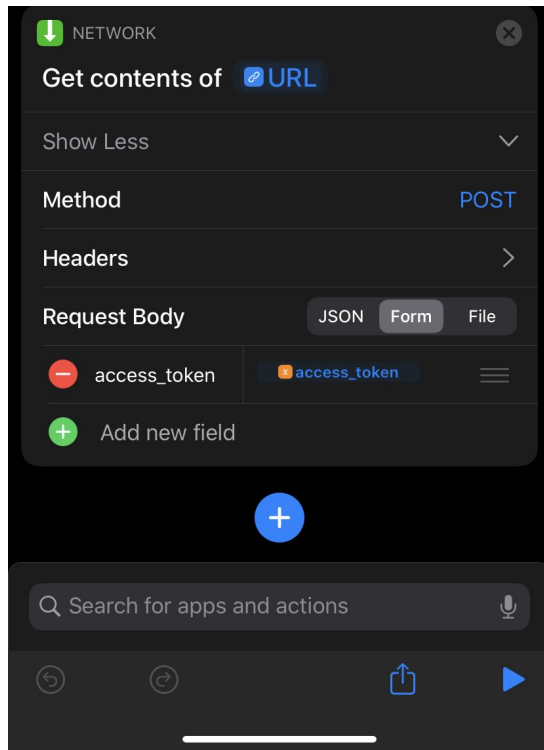 NETWORK
Get contents of URL
Show Less
Method POST
Headers
Request Body JSON Form File
access_token access_token
Add new field
Search for apps and actions